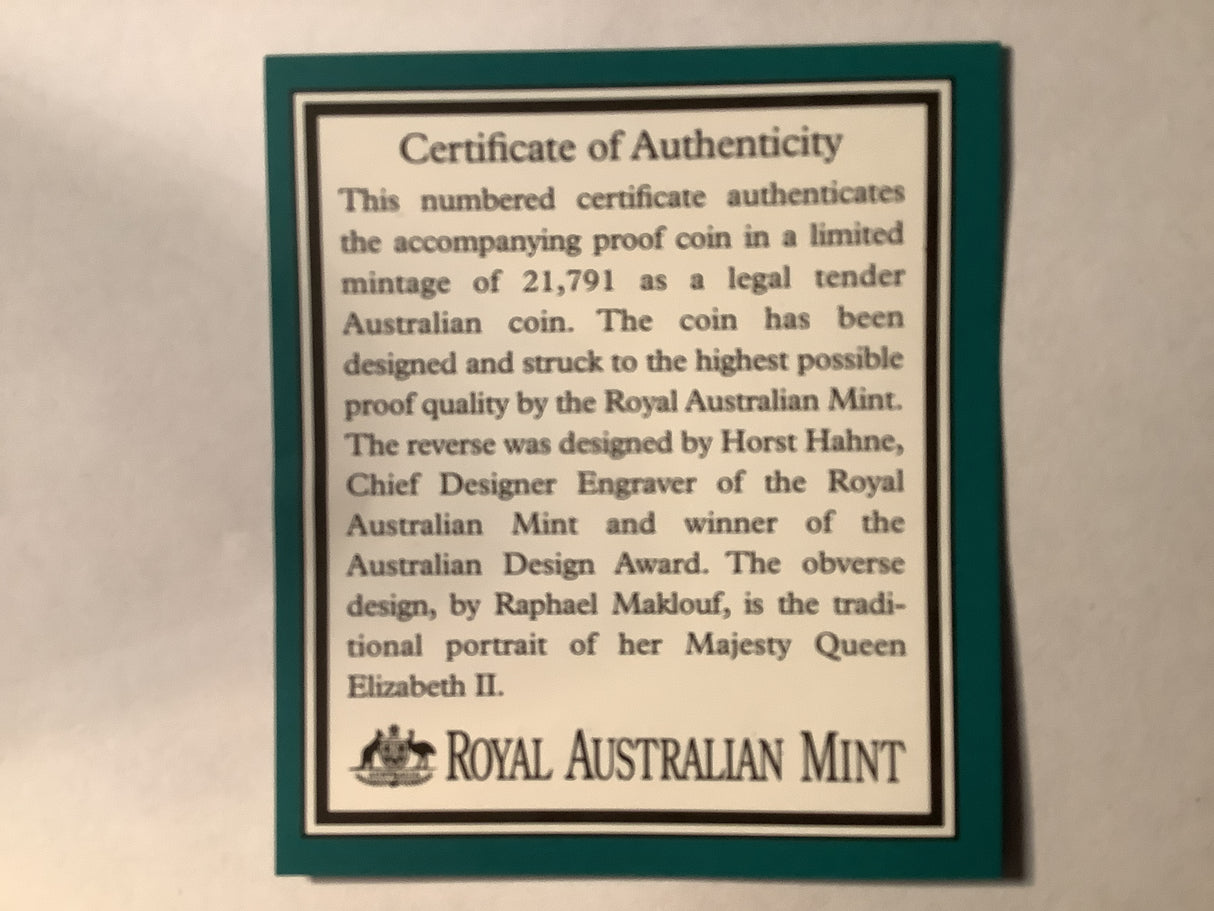 Certificate of Authenticity
This numbered certificate authenticates
the accompanying proof coin in a limited
mintage of 21,791 as a legal tender
Australian coin. The coin has been
designed and struck to the highest possible
proof quality by the Royal Australian Mint.
The reverse was designed by Horst Hahne,
Chief Designer Engraver of the Royal
Australian Mint and winner of the
Australian Design Award. The obverse
design, by Raphael Maklouf, is the tradi-
tional portrait of her Majesty Queen
Elizabeth II.
ROYAL AUSTRALIAN MINT